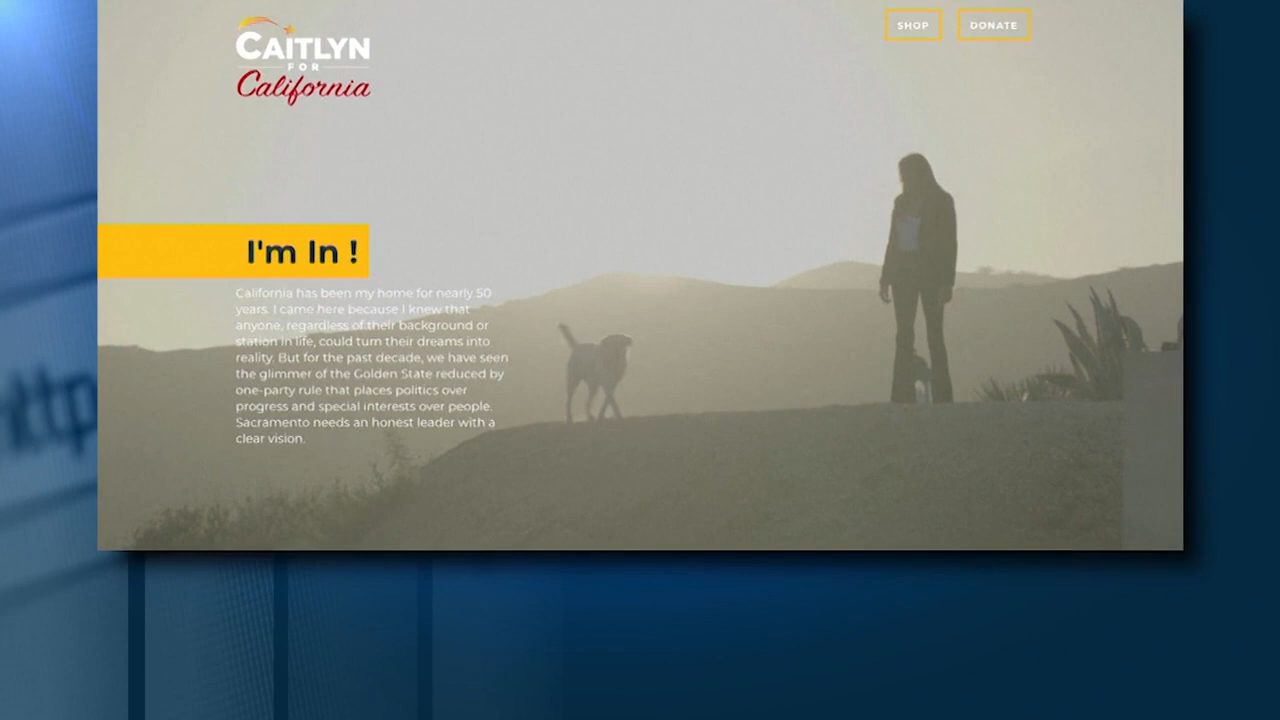 CAITLYN
FOR
California
SHOP
DONATE
I'm In !
California has been my home for nearly 50
years. I came here because I knew that
anyone, regardless of their background or
station in life, could turn their dreams into
reality. But for the past decade, we have seen
the glimmer of the Golden State reduced by
one-party rule that places politics over
progress and special interests over people.
Sacramento needs an honest leader with a
clear vision.
ttp